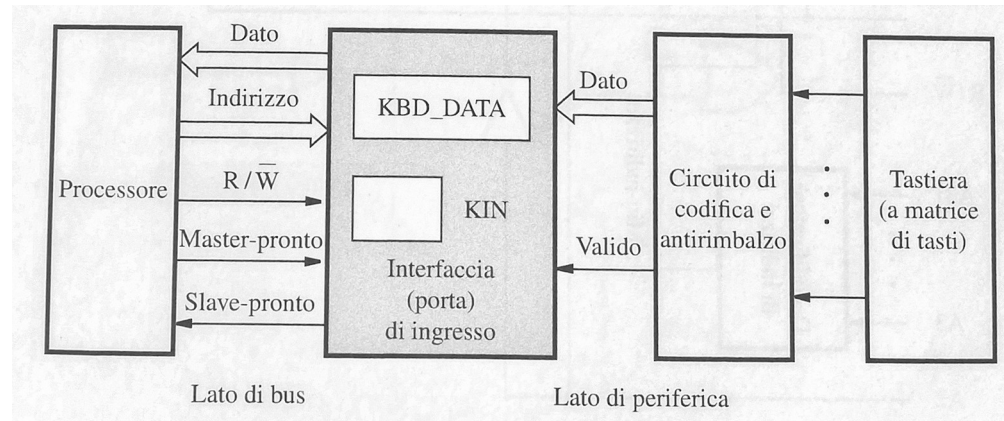 Dato
Indirizzo
Processore
R / W̅
Master-pronto
Slave-pronto
KBD_DATA
KIN
Interfaccia
(porta)
di ingresso
Dato
Valido
Circuito di
codifica e
antirimbalzo
Tastiera
(a matrice
di tasti)
Lato di bus
Lato di periferica